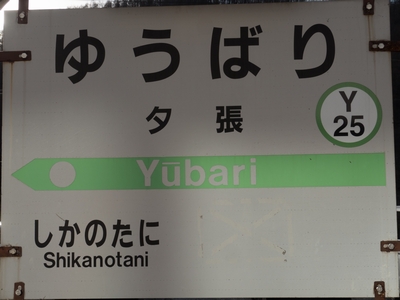 ゆうばり
夕張
Y
25
Yūbari
しかのたに
Shikanotani